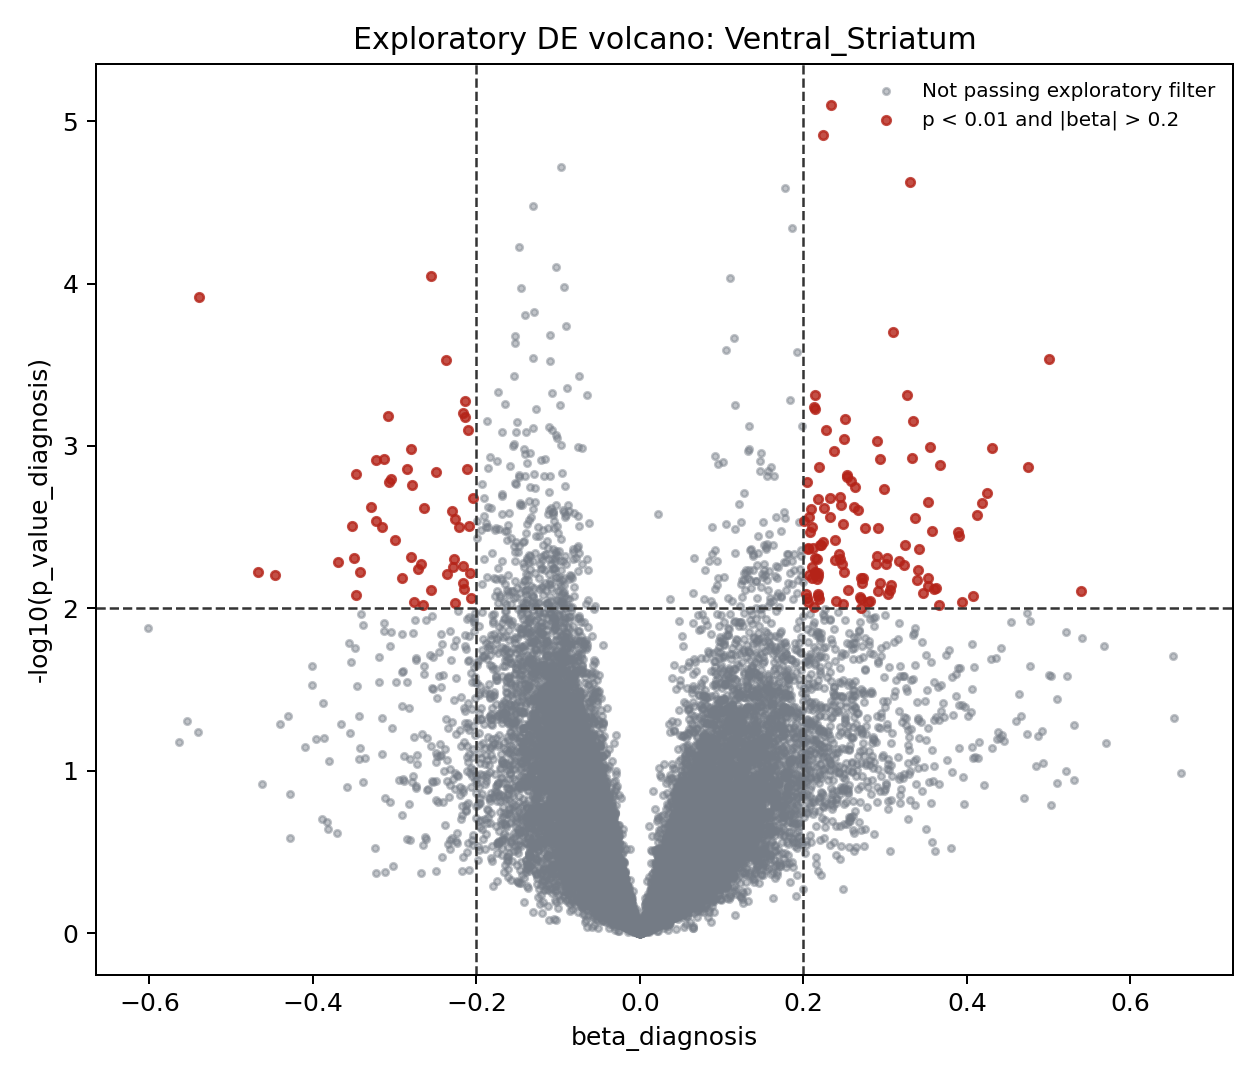 Exploratory DE volcano: Ventral_Striatum
Not passing exploratory filter
p < 0.01 and |beta| > 0.2
-log10(p_value_diagnosis)
5
4
3
2
1
0
−0.6
−0.4
−0.2
0.0
0.2
0.4
0.6
beta_diagnosis